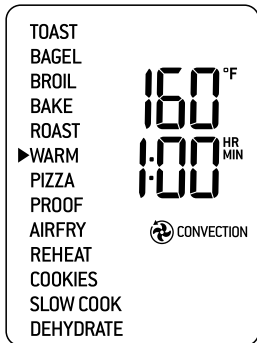 TOAST
BAGEL
BROIL
BAKE
ROAST
▶WARM
PIZZA
PROOF
AIRFRY
REHEAT
COOKIES
SLOW COOK
DEHYDRATE
160°F
1:00 HR MIN
CONVECTION